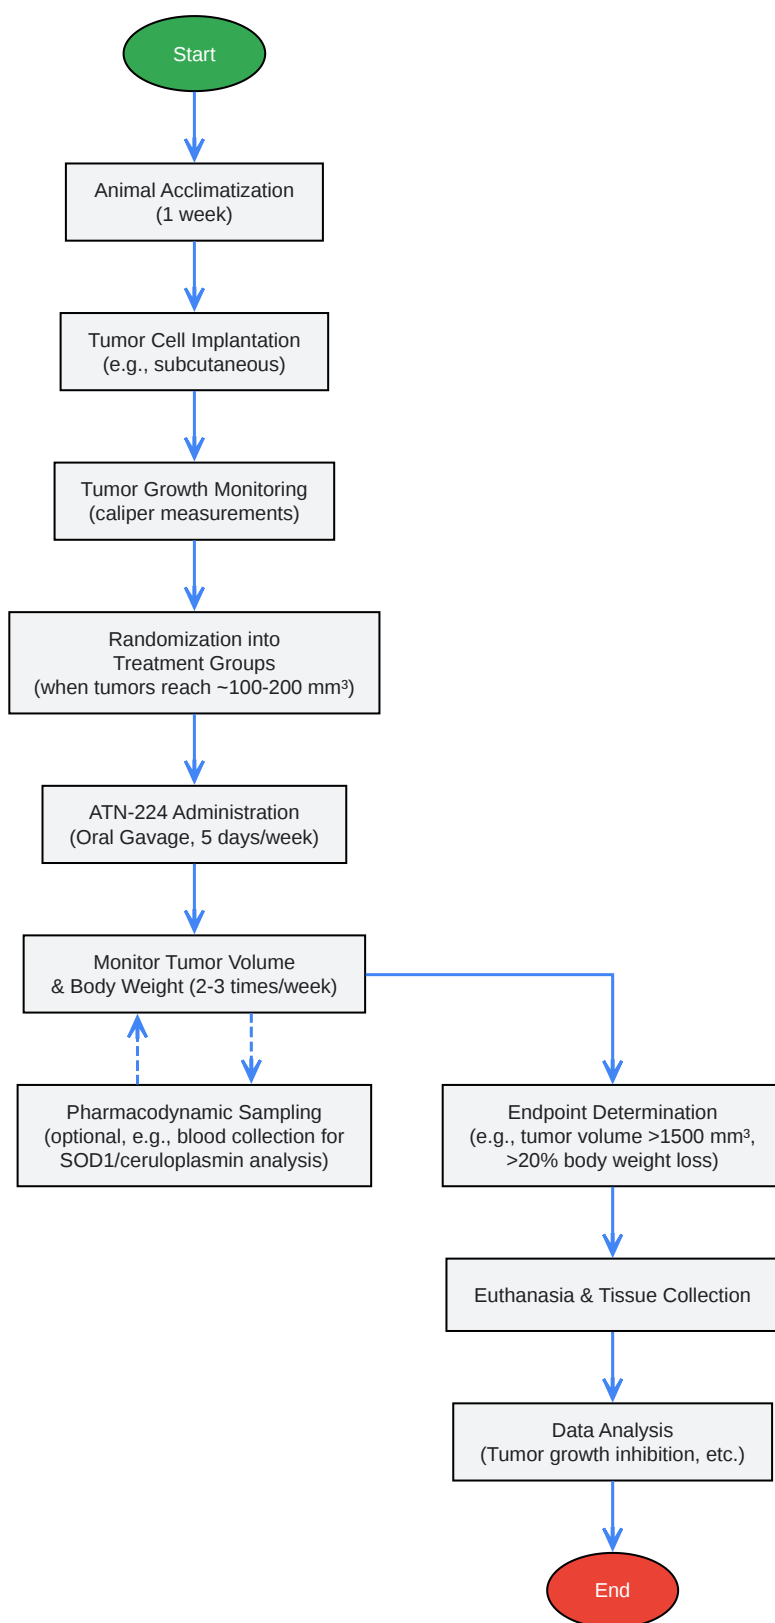 Start
Animal Acclimatization
(1 week)
Tumor Cell Implantation
(e.g., subcutaneous)
Tumor Growth Monitoring
(caliper measurements)
Randomization into
Treatment Groups
(when tumors reach ~100-200 mm³)
ATN-224 Administration
(Oral Gavage, 5 days/week)
Monitor Tumor Volume
& Body Weight (2-3 times/week)
Pharmacodynamic Sampling
(optional, e.g., blood collection for
SOD1/ceruloplasmin analysis)
Endpoint Determination
(e.g., tumor volume >1500 mm³,
>20% body weight loss)
Euthanasia & Tissue Collection
Data Analysis
(Tumor growth inhibition, etc.)
End